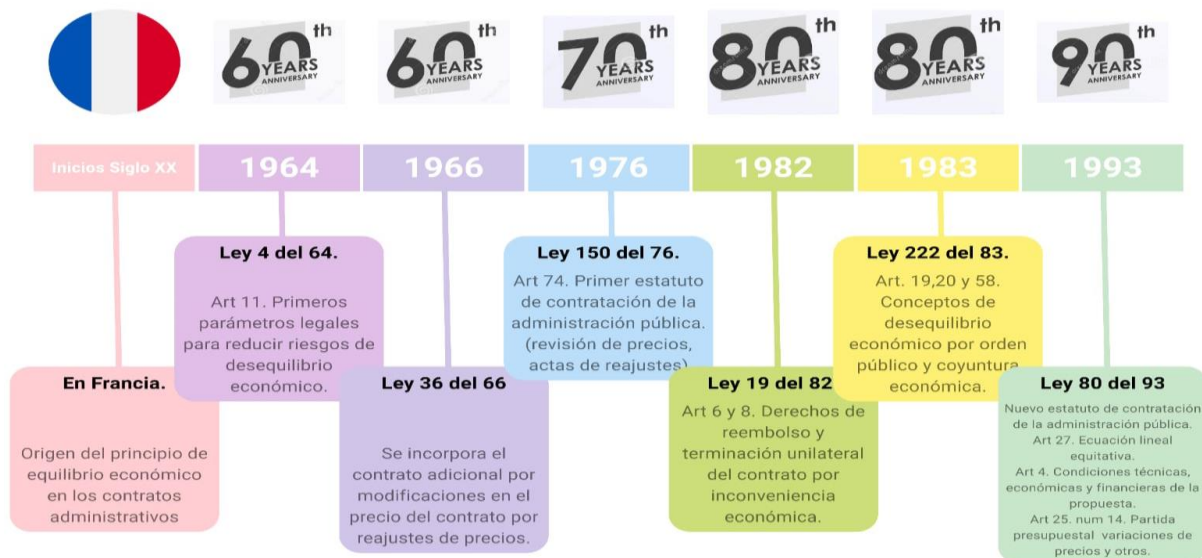 60th
YEARS
ANNIVERSARY
60th
YEARS
ANNIVERSARY
70th
YEARS
ANNIVERSARY
80th
YEARS
ANNIVERSARY
80th
YEARS
ANNIVERSARY
90th
YEARS
ANNIVERSARY
Inicios Siglo XX
1964
1966
1976
1982
1983
1993
En Francia.
Origen del principio de
equilibrio económico
en los contratos
administrativos
Ley 4 del 64.
Art 11. Primeros
parámetros legales
para reducir riesgos de
desequilibrio
económico.
Ley 36 del 66
Se incorpora el
contrato adicional por
modificaciones en el
precio del contrato por
reajustes de precios.
Ley 150 del 76.
Art 74. Primer estatuto
de contratación de la
administración pública.
(revisión de precios,
actas de reajustes)
Ley 19 del 82
Art 6 y 8. Derechos de
reembolso y
terminación unilateral
del contrato por
inconveniencia
económica.
Ley 222 del 83.
Art. 19,20 y 58.
Conceptos de
desequilibrio
económico por orden
público y coyuntura
económica.
Ley 80 del 93
Nuevo estatuto de contratación
de la administración pública.
Art 27. Ecuación lineal
equitativa.
Art 4. Condiciones técnicas,
económicas y financieras de la
propuesta.
Art 25. num 14. Partida
presupuestal variaciones de
precios y otros.